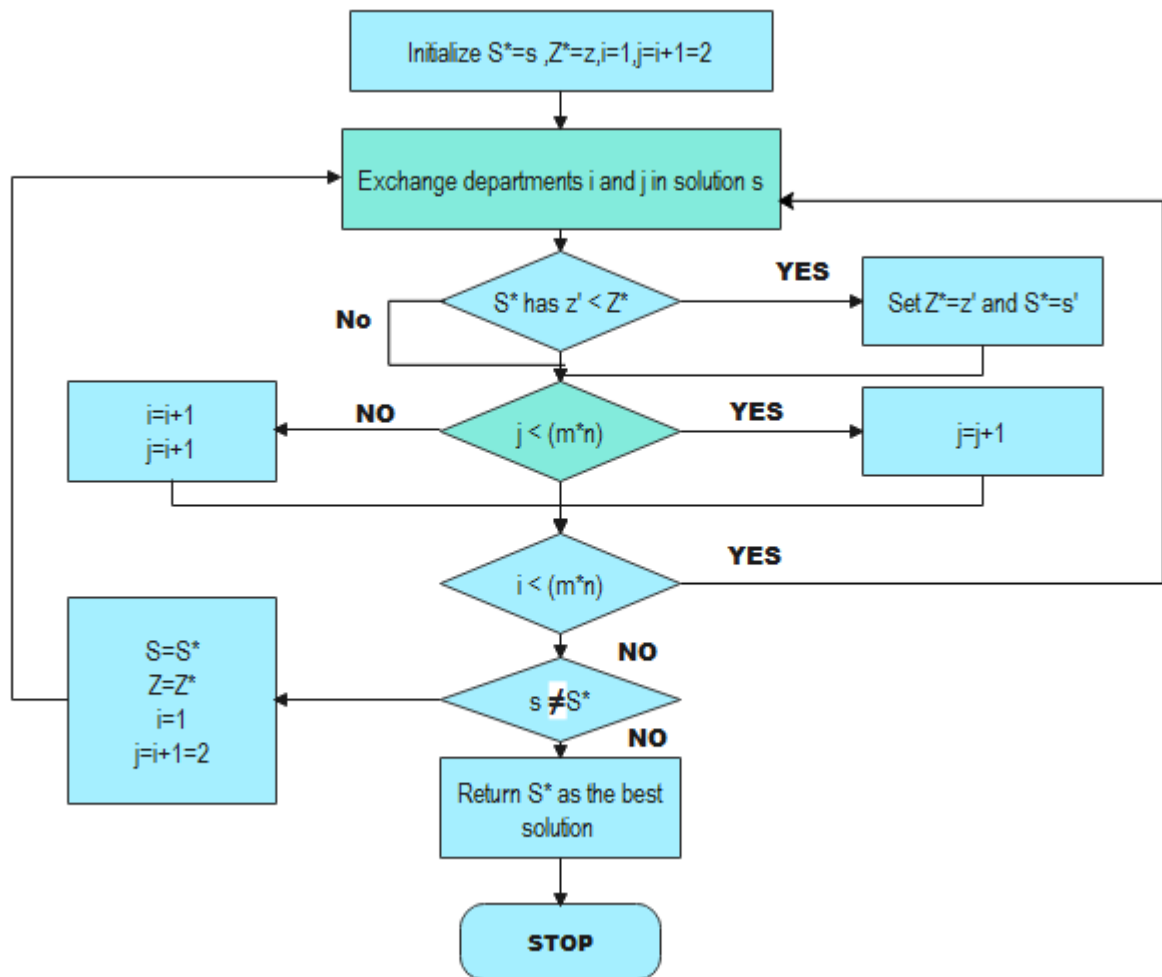 Initialize S*=s ,Z*=z,i=1,j=i+1=2
Exchange departments i and j in solution s
S* has z' < Z*
YES
Set Z*=z' and S*=s'
No
i=i+1
j=i+1
NO
j < (m*n)
YES
j=j+1
i < (m*n)
YES
NO
S=S*
Z=Z*
i=1
j=i+1=2
s ≠S*
NO
Return S* as the best
solution
STOP